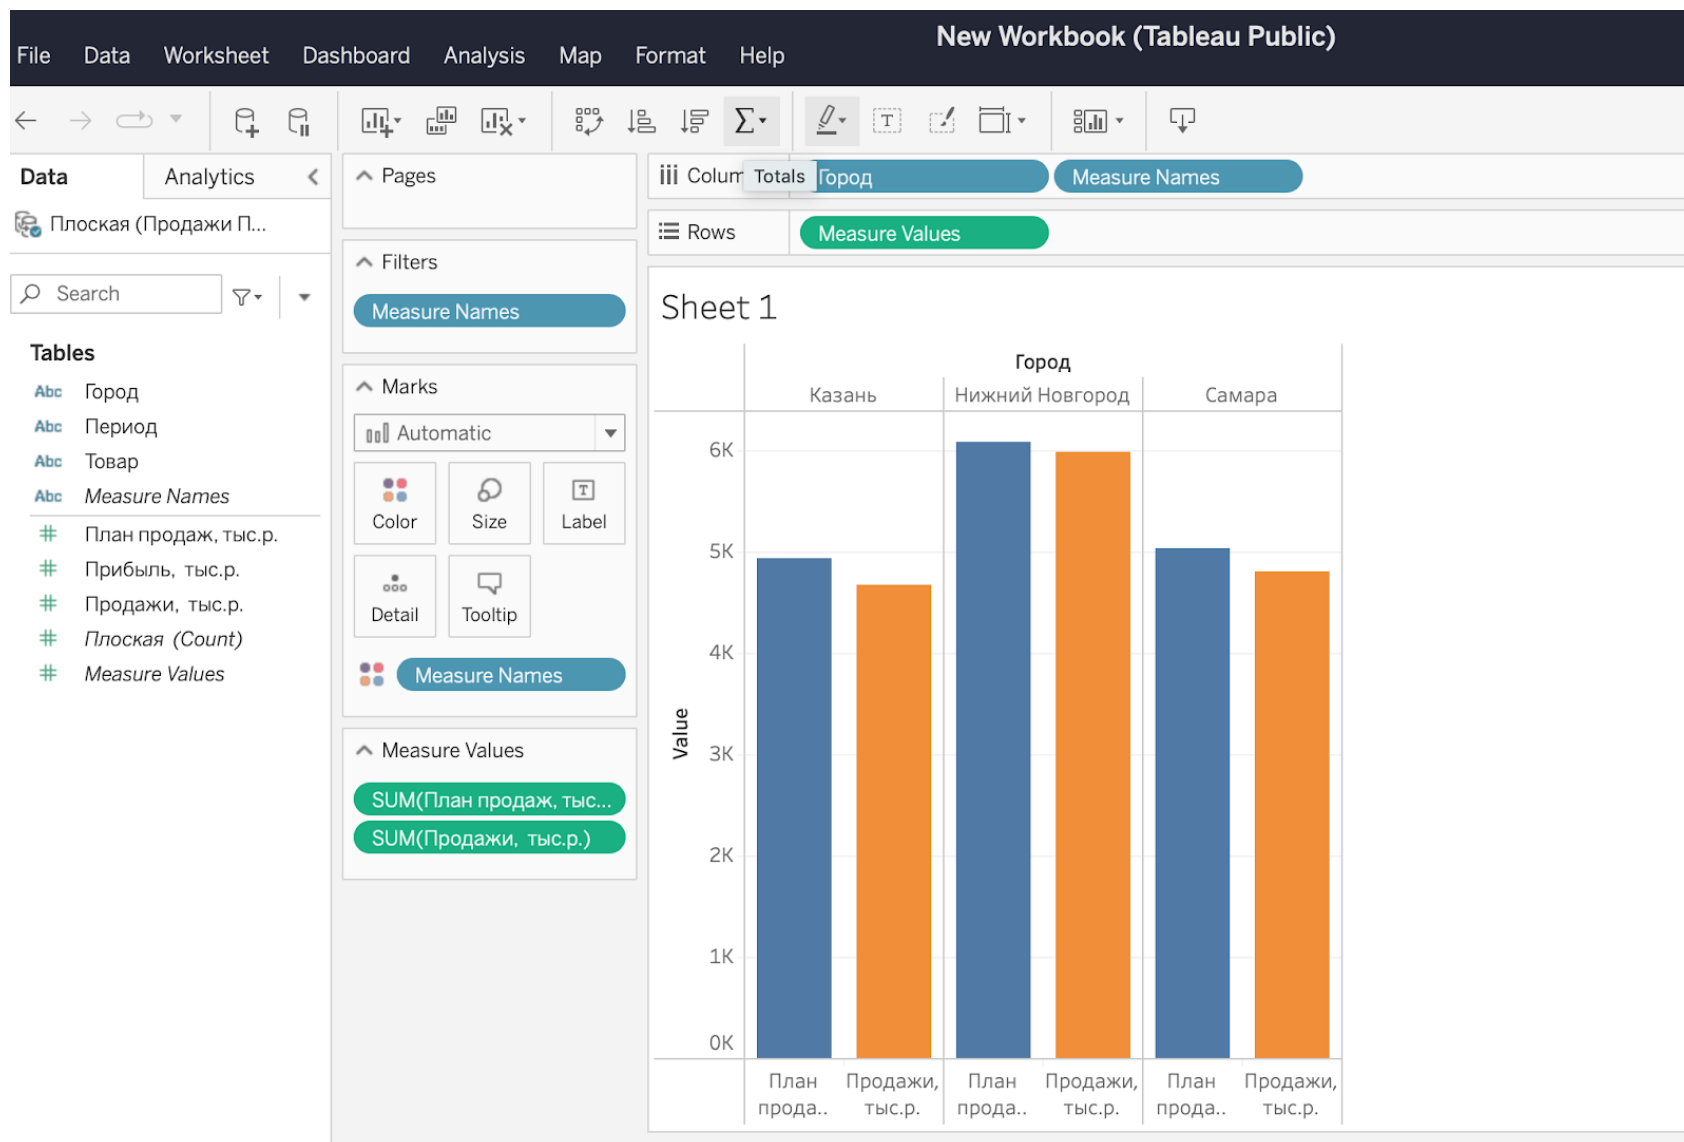 New Workbook (Tableau Public)
File Data Worksheet Dashboard Analysis Map Format Help
Data Analytics
Плоская (Продажи П...
Search
Tables
Abc Город
Abc Период
Abc Товар
Abc Measure Names
План продаж, тыс.р.
Прибыль, тыс.р.
Продажи, тыс.р.
Плоская (Count)
Measure Values
Pages
Filters
Measure Names
Marks
Automatic
Color Size Label
Detail Tooltip
Measure Names
Measure Values
SUM(План продаж, тыс...
SUM(Продажи, тыс.р.)
Colum Totals Город Measure Names
Rows Measure Values
Sheet 1
Город
Казань Нижний Новгород Самара
6K
5K
4K
3K
2K
1K
0K
Value
План Продажи, План Продажи, План Продажи,
прода.. тыс.р. прода.. тыс.р. прода.. тыс.р.